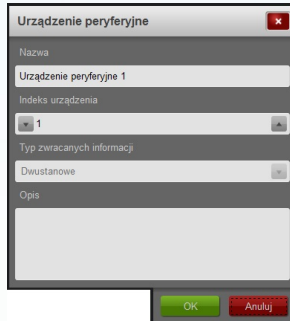 Urządzenie peryferyjne
Nazwa
Urządzenie peryferyjne 1
Indeks urządzenia
1
Typ zwracanych informacji
Dwustanowe
Opis
OK Anuluj